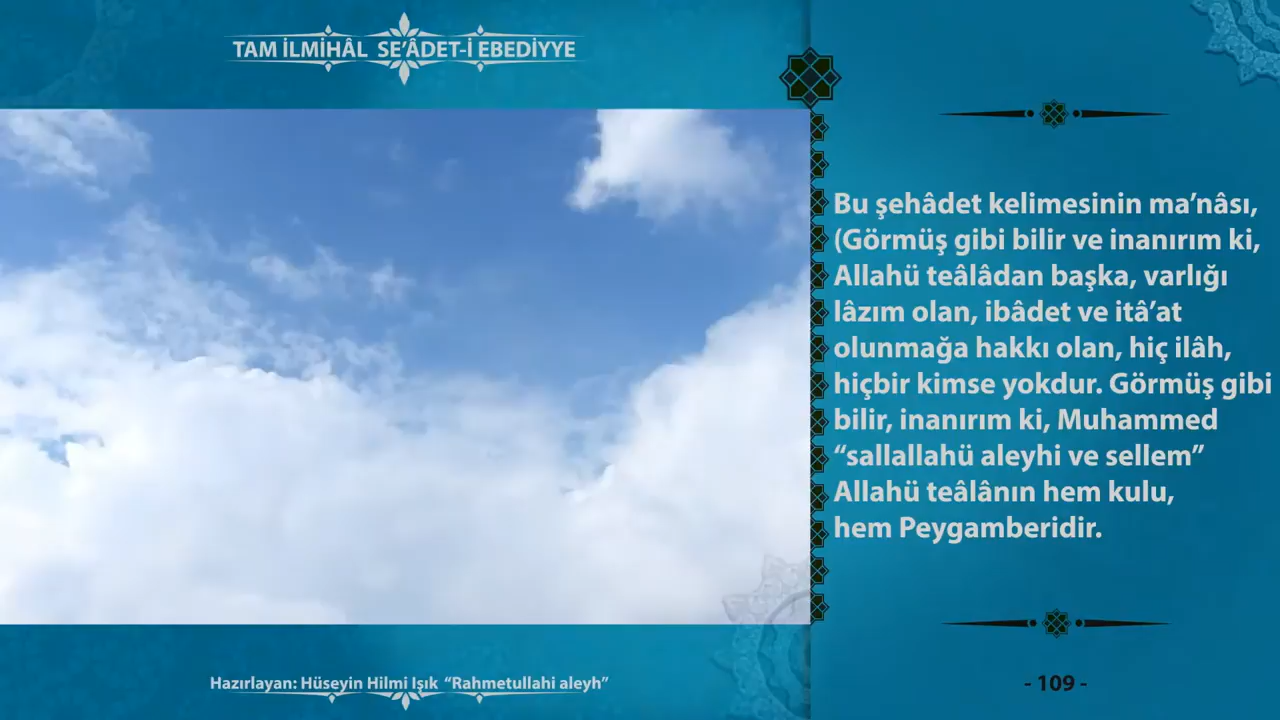 TAM İLMİHÂL SE’ÂDET-İ EBEDİYYE
Bu şehâdet kelimesinin ma’nâsı,
(Görmüş gibi bilir ve inanırım ki,
Allahü teâlâdan başka, varlığı
lâzım olan, ibâdet ve itâ’at
olunmağa hakkı olan, hiç ilâh,
hiçbir kimse yokdur. Görmüş gibi
bilir, inanırım ki, Muhammed
“sallallahü aleyhi ve sellem”
Allahü teâlânın hem kulu,
hem Peygamberidir.
Hazırlayan: Hüseyin Hilmi Işık “Rahmetullahi aleyh”
- 109 -